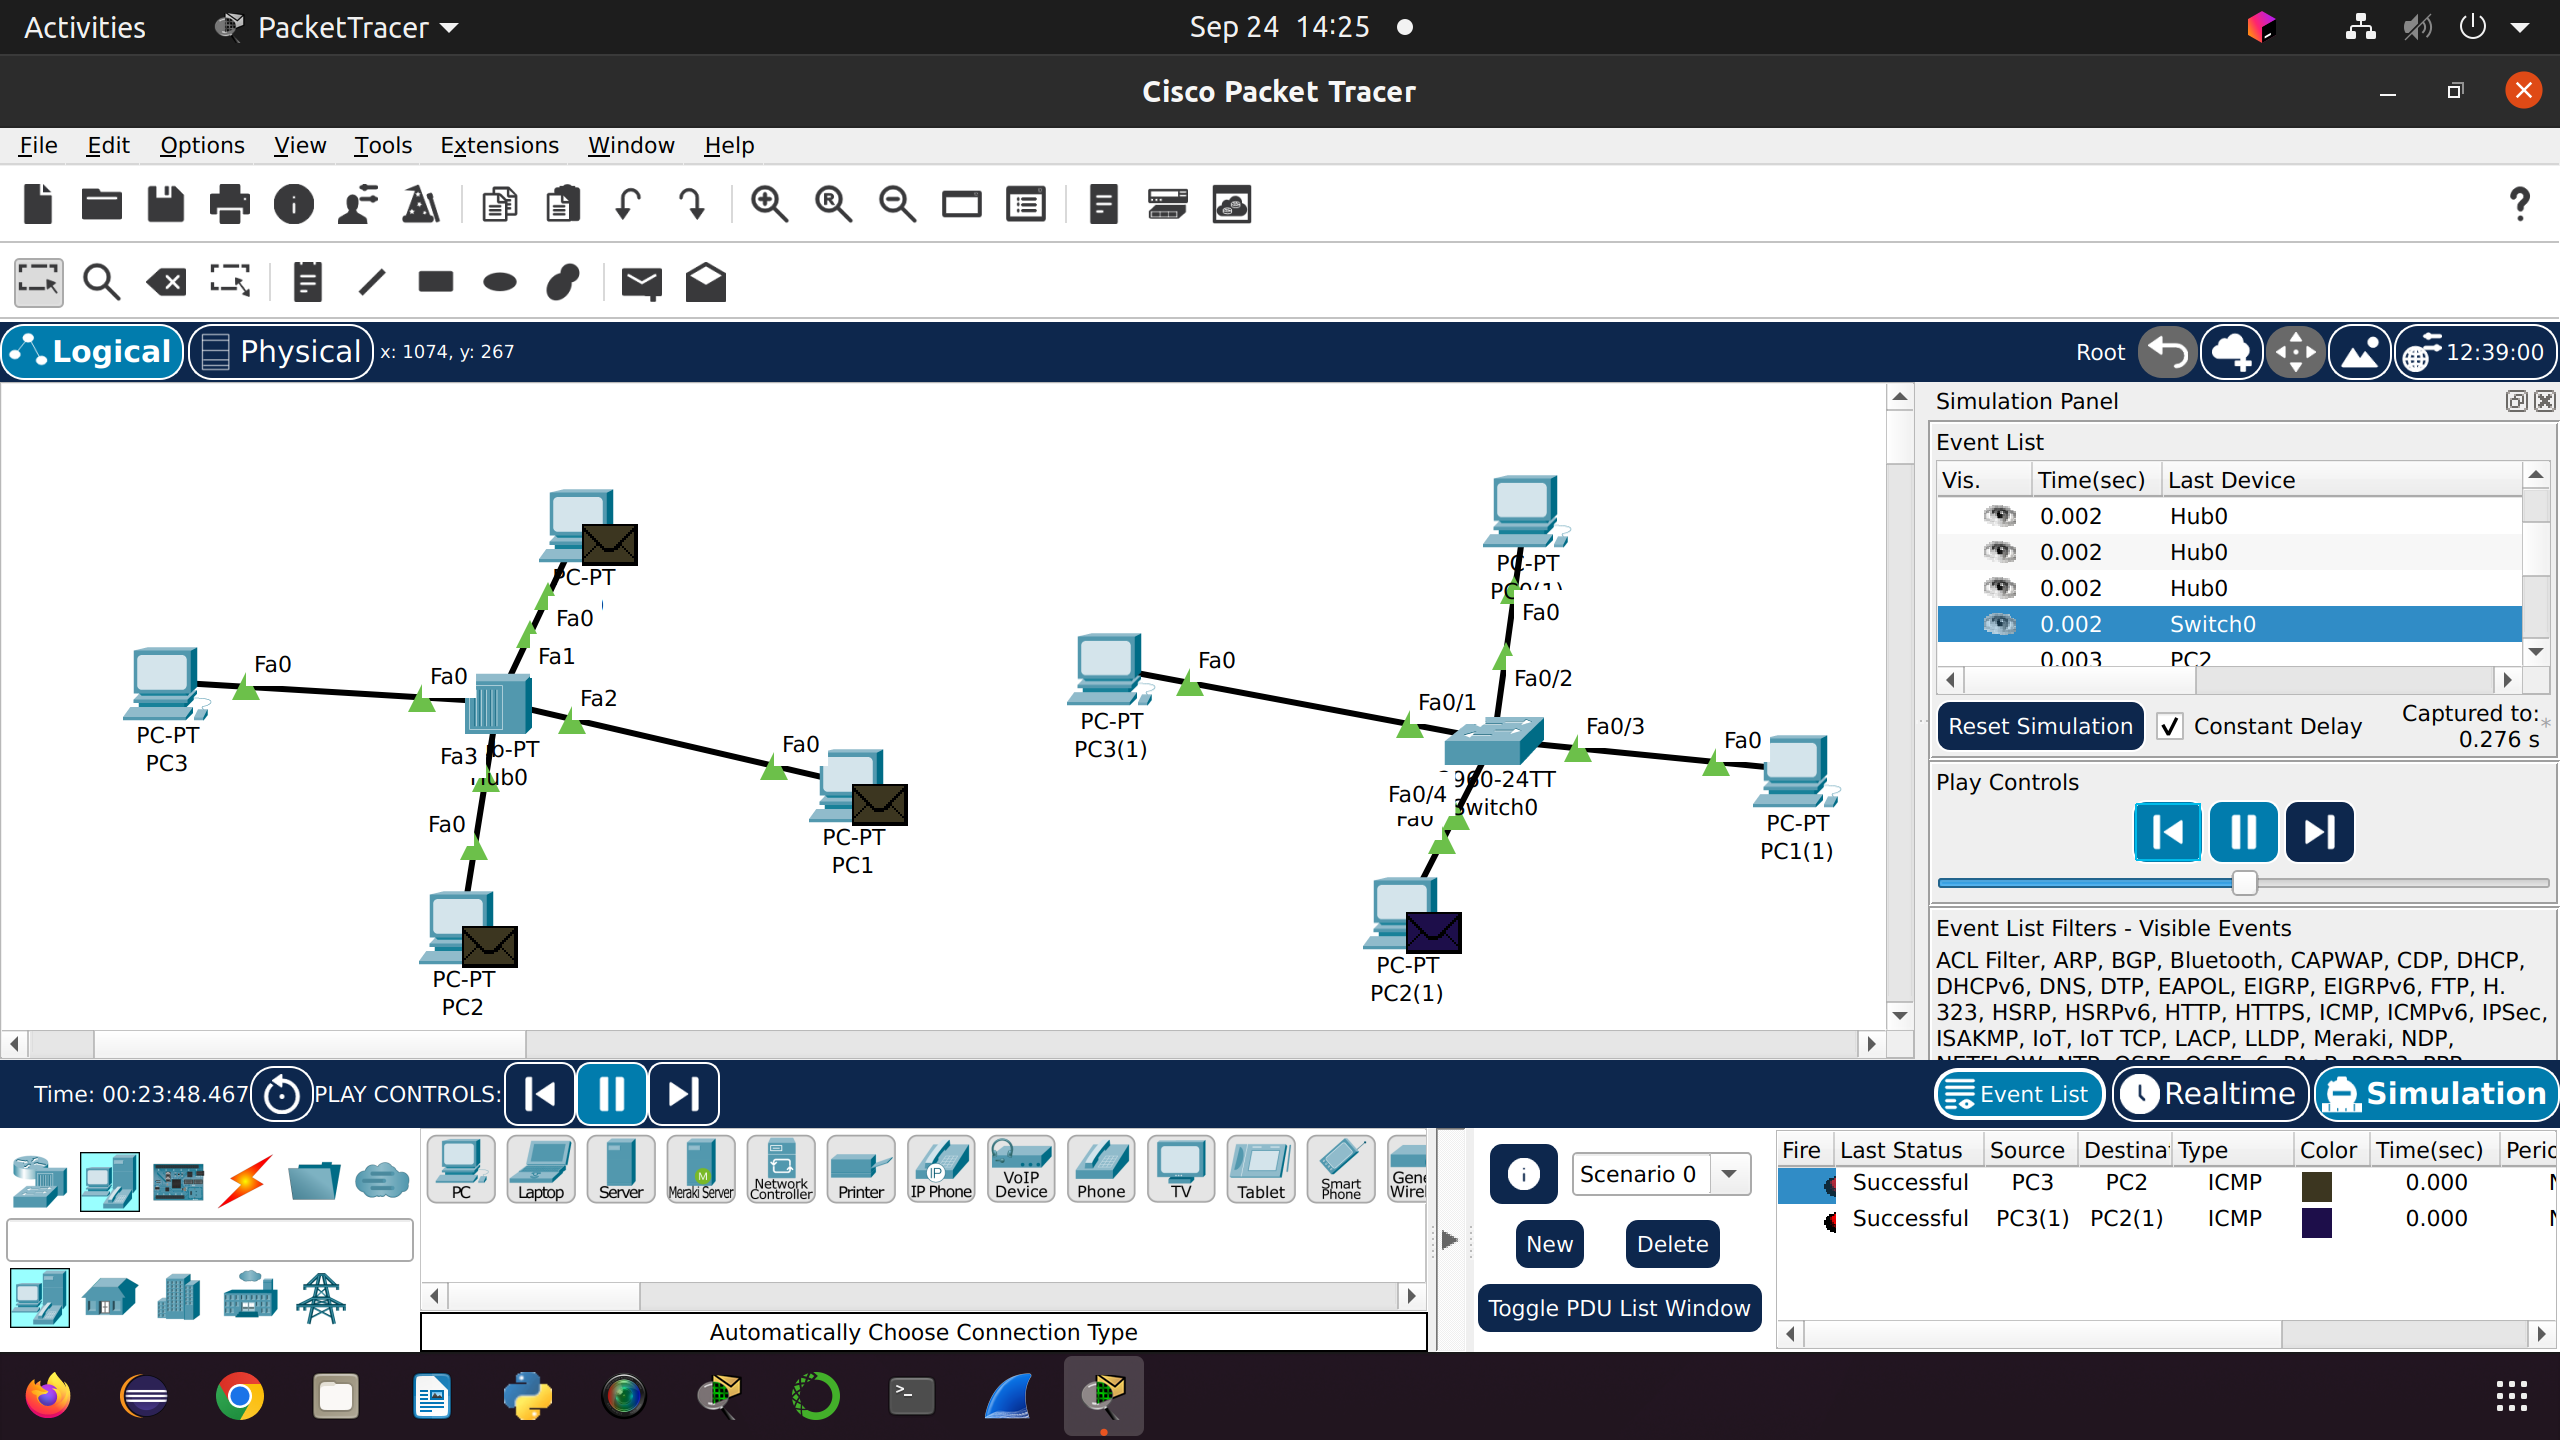 Activities PacketTracer Sep 24 14:25
Cisco Packet Tracer
File Edit Options View Tools Extensions Window Help
Logical Physical x: 1074, y: 267 Root 12:39:00
Simulation Panel
Event List
Vis. Time(sec) Last Device
0.002 Hub0
0.002 Hub0
0.002 Hub0
0.002 Switch0
0.003 PC2
Reset Simulation Constant Delay Captured to:
0.276 s
Play Controls
Event List Filters - Visible Events
ACL Filter, ARP, BGP, Bluetooth, CAPWAP, CDP, DHCP,
DHCPv6, DNS, DTP, EAPOL, EIGRP, EIGRPv6, FTP, H.
323, HSRP, HSRPv6, HTTP, HTTPS, ICMP, ICMPv6, IPSec,
ISAKMP, IoT, IoT TCP, LACP, LLDP, Meraki, NDP,
PC-PT
Fa0
Fa1
Fa0
PC-PT
PC3
Fa0
Fa2
Fa3
Hub0
Fa0
PC-PT
PC1
Fa0
PC-PT
PC2
PC-PT
PC0(1)
Fa0
Fa0/2
Fa0
PC-PT
PC3(1)
Fa0/1
Fa0/3
Fa0
PC-PT
PC1(1)
960-24TT
Switch0
Fa0/4
Fa0
PC-PT
PC2(1)
Time: 00:23:48.467 PLAY CONTROLS: Event List Realtime Simulation
PC Laptop Server Meraki Server Network Controller Printer IP Phone VoIP Device Phone TV Tablet Smart Phone
Automatically Choose Connection Type
Scenario 0
New Delete
Toggle PDU List Window
Fire Last Status Source Destina Type Color Time(sec) Perio
Successful PC3 PC2 ICMP 0.000 N
Successful PC3(1) PC2(1) ICMP 0.000 N